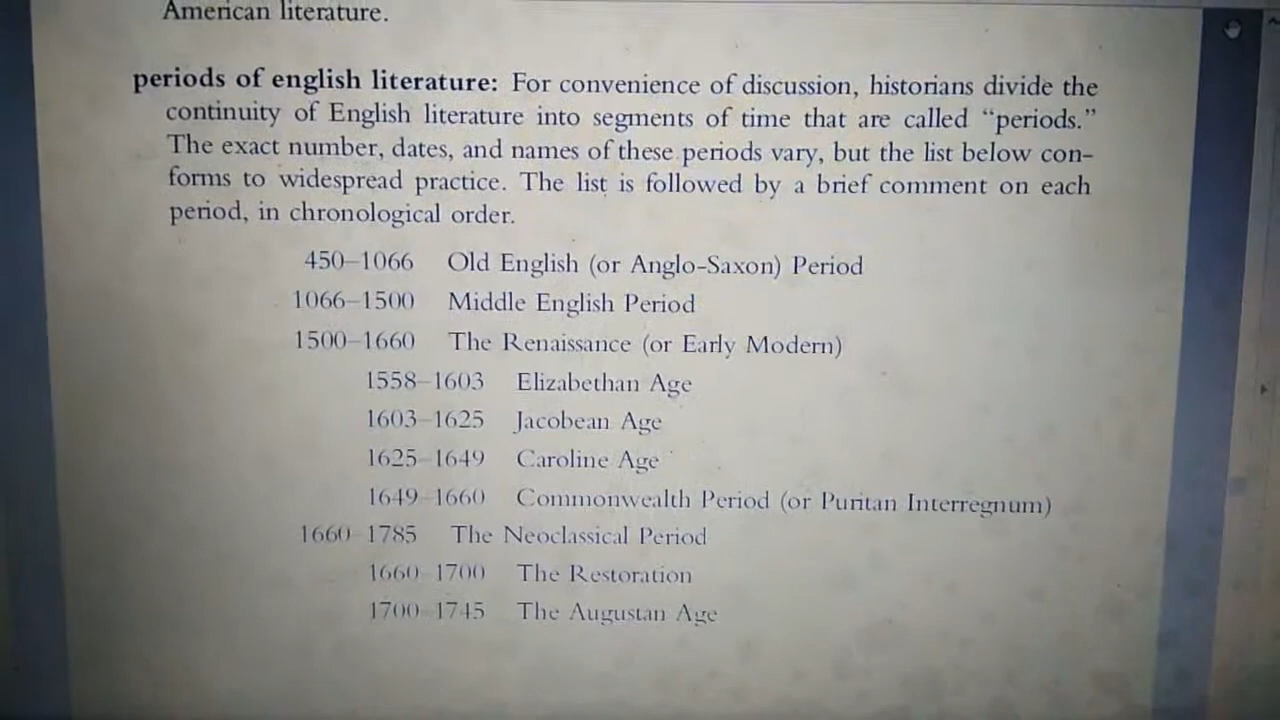 American literature.
periods of english literature: For convenience of discussion, historians divide the
continuity of English literature into segments of time that are called “periods.”
The exact number, dates, and names of these periods vary, but the list below con-
forms to widespread practice. The list is followed by a brief comment on each
period, in chronological order.
450–1066 Old English (or Anglo-Saxon) Period
1066–1500 Middle English Period
1500–1660 The Renaissance (or Early Modern)
1558–1603 Elizabethan Age
1603–1625 Jacobean Age
1625–1649 Caroline Age
1649–1660 Commonwealth Period (or Puritan Interregnum)
1660–1785 The Neoclassical Period
1660–1700 The Restoration
1700–1745 The Augustan Age